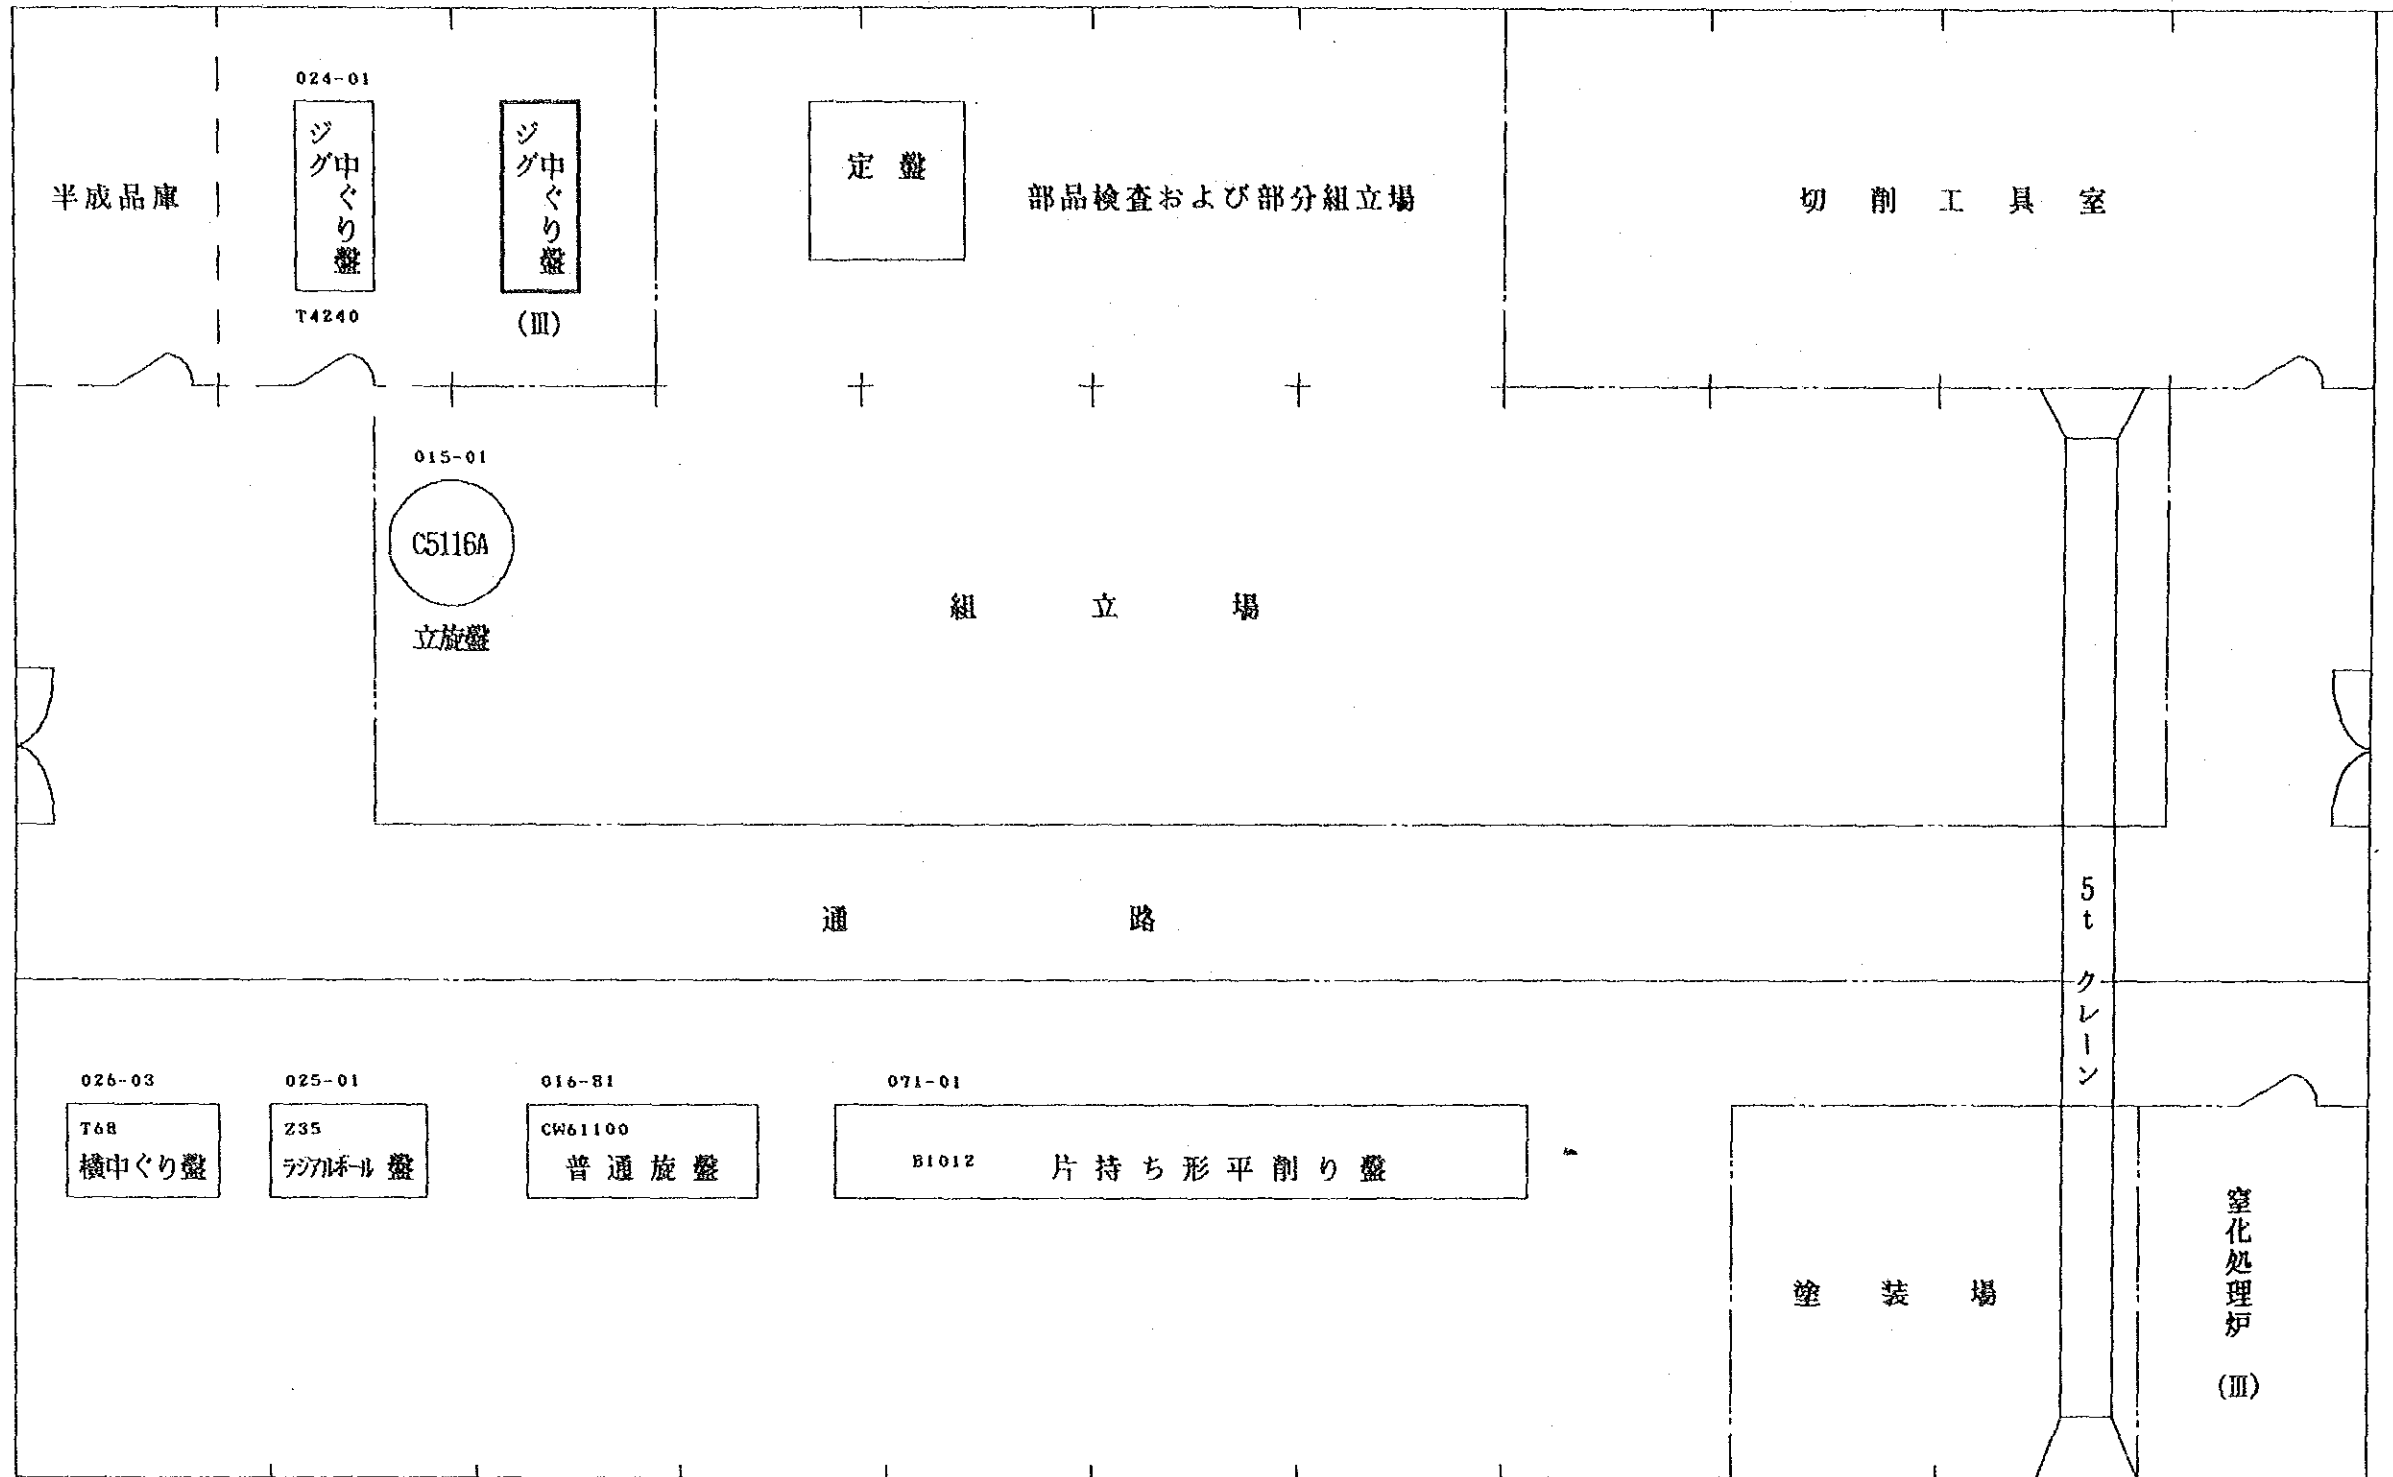 024-01
ジグ中ぐり盤
T4240
ジグ中ぐり盤
(Ⅲ)
半成品庫
定盤
部品検査および部分組立場
切削工具室
015-01
C5116A
立旋盤
組立場
通路
5tクレーン
026-03
T68
横中ぐり盤
025-01
Z35
ラジアルボール盤
016-81
CW61100
普通旋盤
071-01
B1012
片持ち形平削り盤
塗装場
窒化処理炉
(Ⅲ)